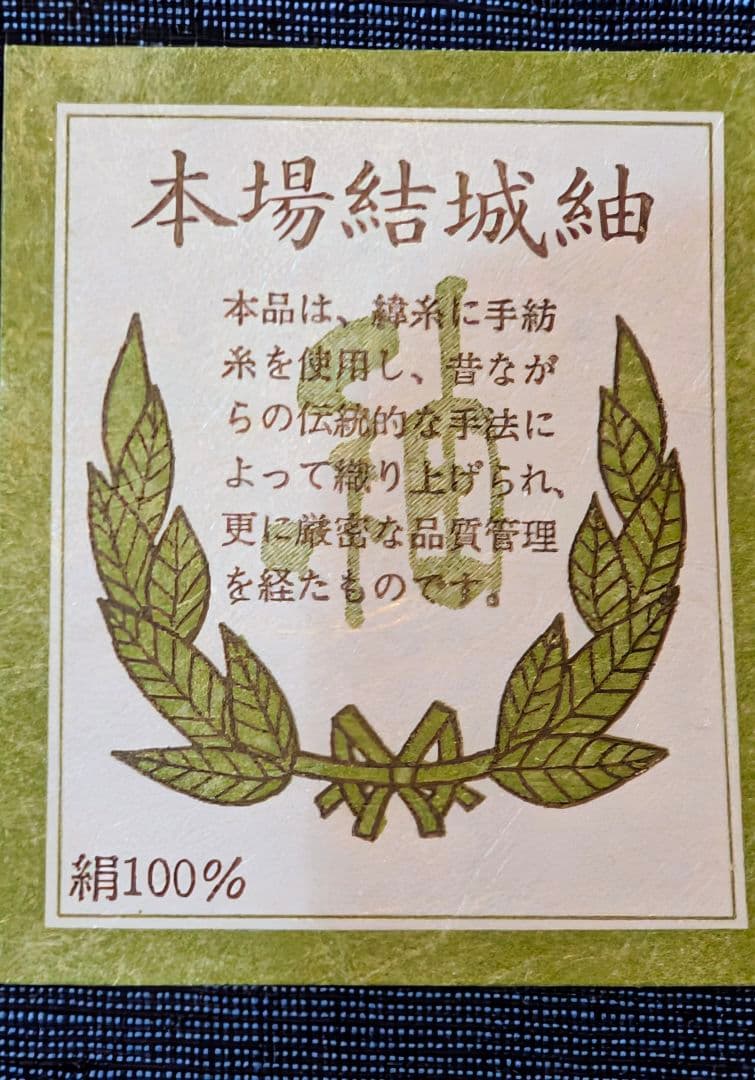 本場結城紬
本品は、緯糸に手紡
糸を使用し、昔なが
らの伝統的な手法に
よって織り上げられ、
更に厳密な品質管理
を経たものです。
紬
絹100%